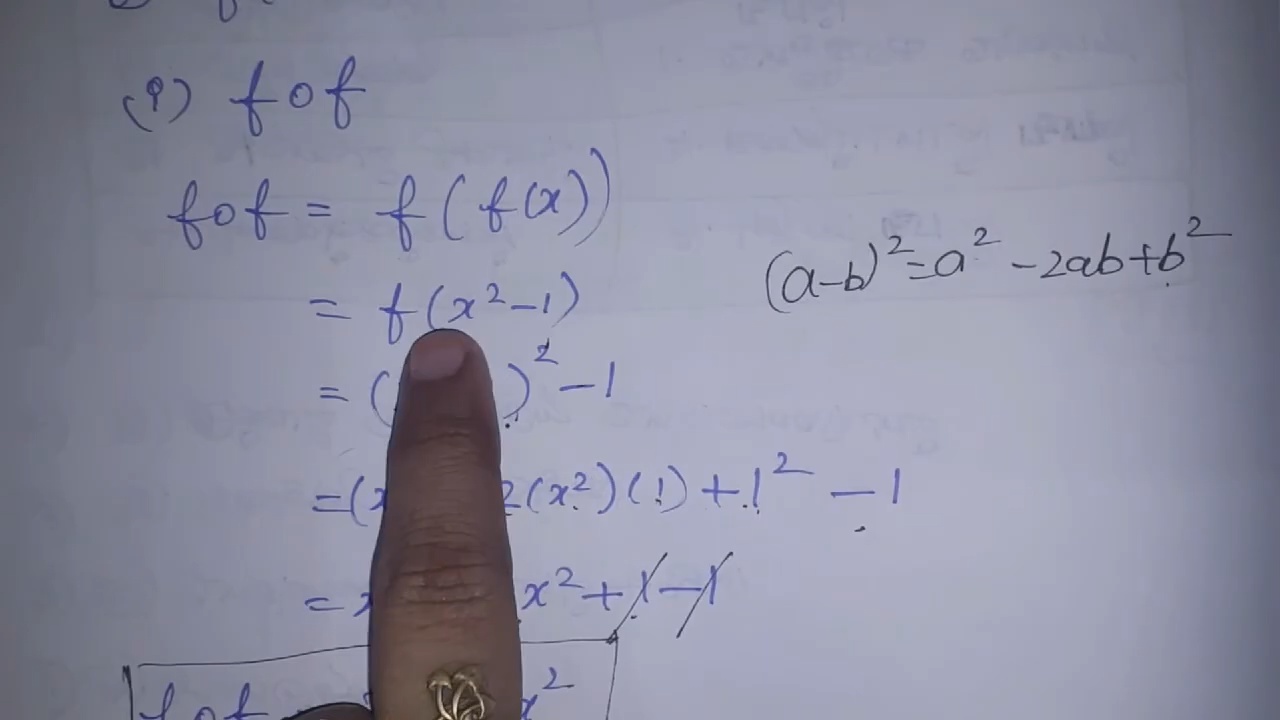 (i) fof
fof = f(f(x))
(a-b)²=a² -2ab+b²
= f(x²-1)
= ( )² -1
=(x 2(x²)(1)+1² -1
= x x²+1-1
fof x²